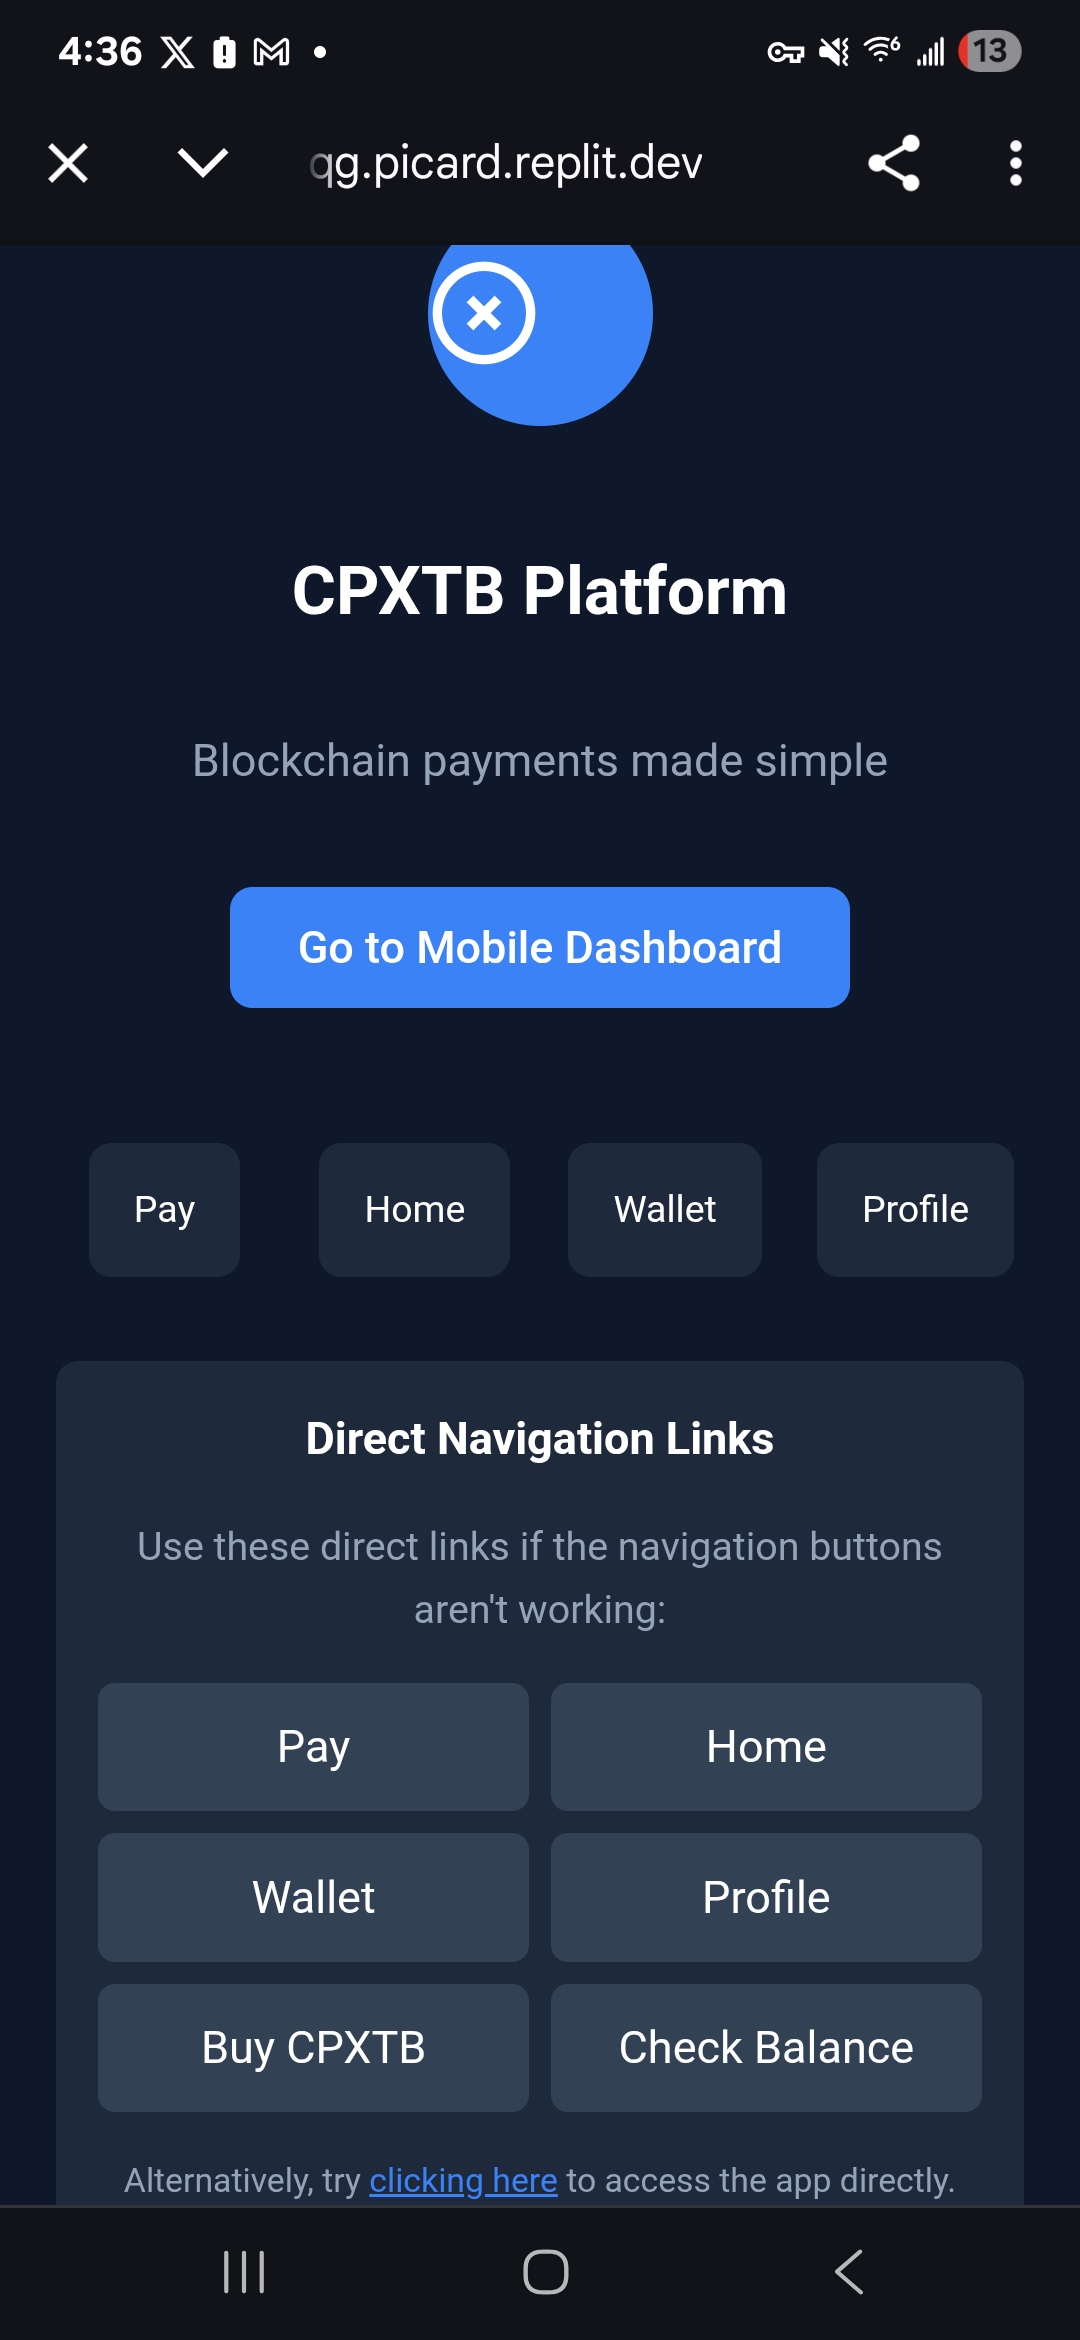 4:36
6
13
qg.picard.replit.dev
CPXTB Platform
Blockchain payments made simple
Go to Mobile Dashboard
Pay Home Wallet Profile
Direct Navigation Links
Use these direct links if the navigation buttons
aren't working:
Pay Home
Wallet Profile
Buy CPXTB Check Balance
Alternatively, try clicking here to access the app directly.